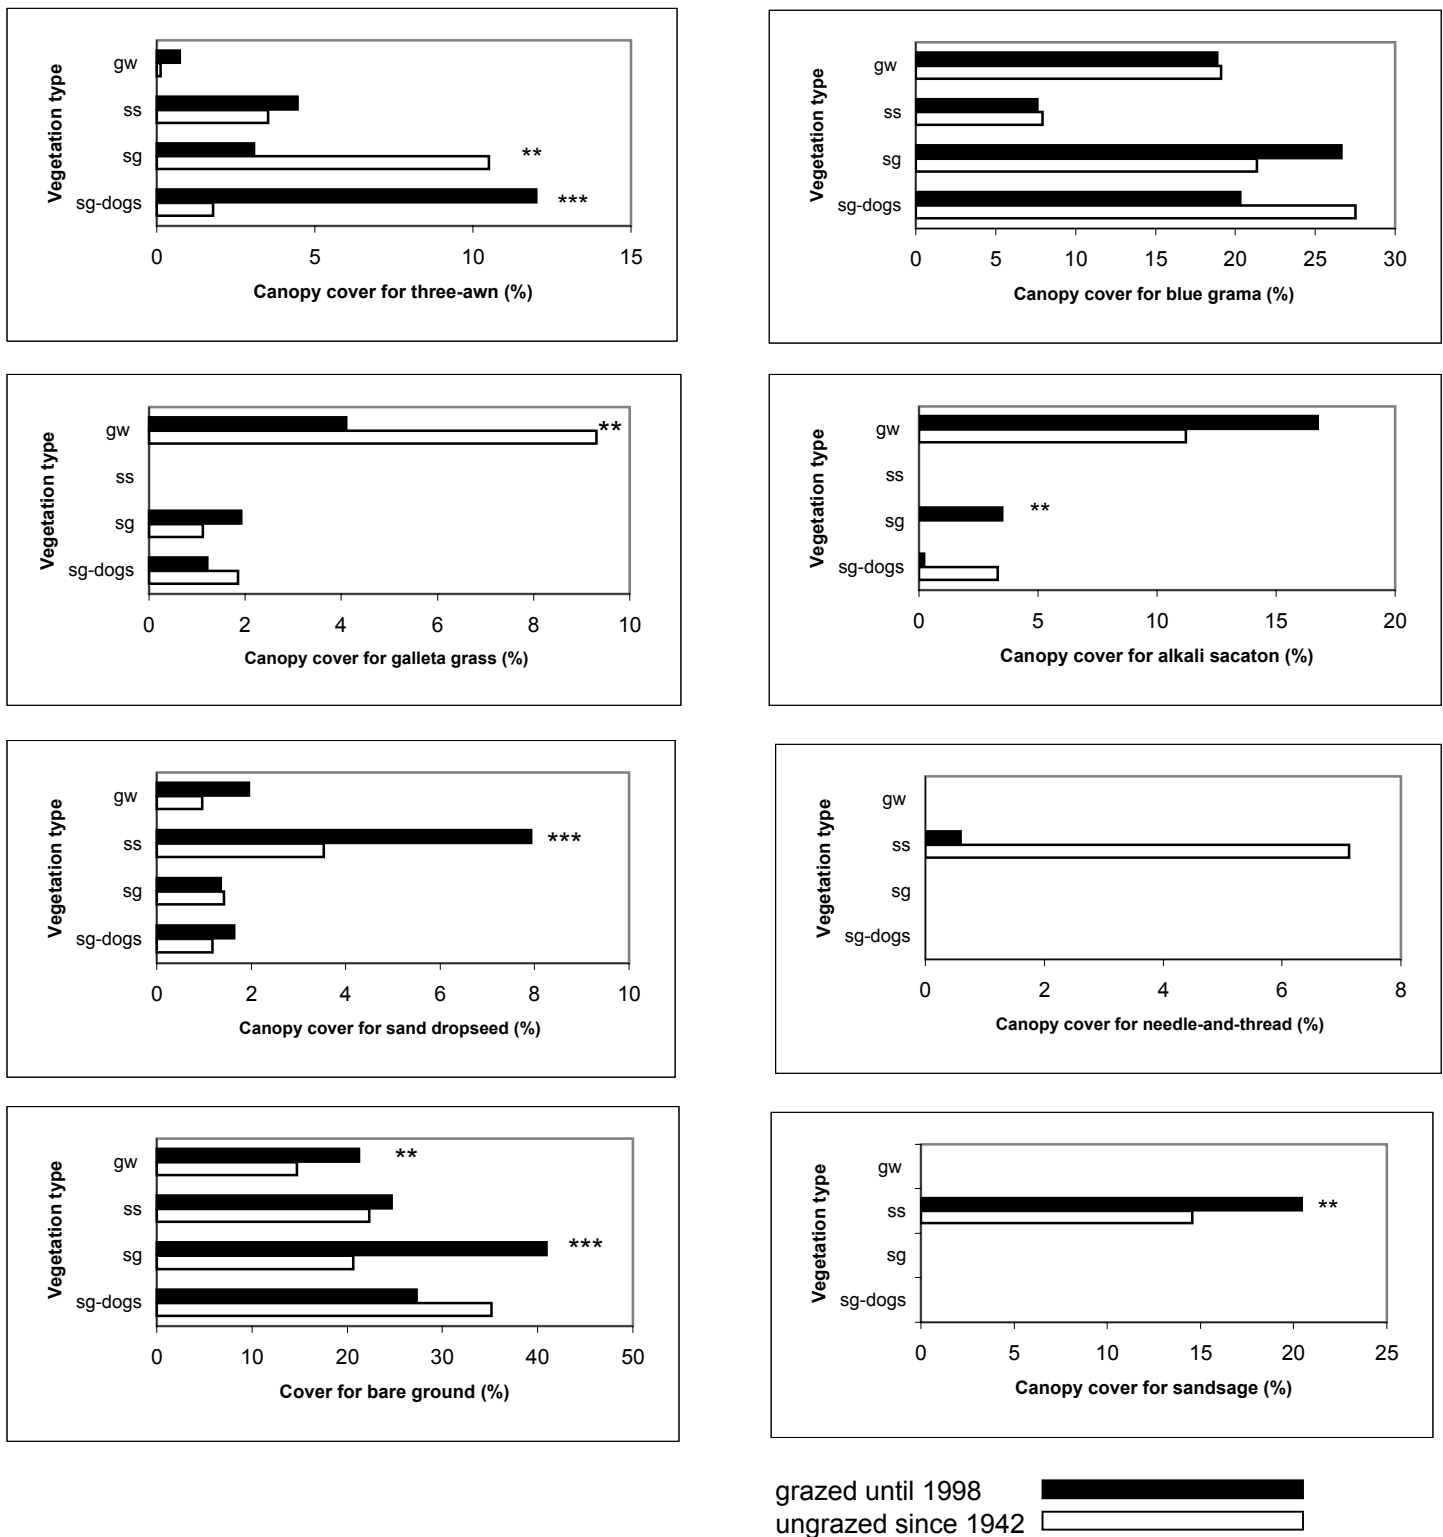 Vegetation type
gw
ss
sg
sg-dogs
**
***
0 5 10 15
Canopy cover for three-awn (%)
Vegetation type
gw
ss
sg
sg-dogs
0 5 10 15 20 25 30
Canopy cover for blue grama (%)
Vegetation type
gw
ss
sg
sg-dogs
**
0 2 4 6 8 10
Canopy cover for galleta grass (%)
Vegetation type
gw
ss
sg
sg-dogs
**
0 5 10 15 20
Canopy cover for alkali sacaton (%)
Vegetation type
gw
ss
sg
sg-dogs
***
0 2 4 6 8 10
Canopy cover for sand dropseed (%)
Vegetation type
gw
ss
sg
sg-dogs
0 2 4 6 8
Canopy cover for needle-and-thread (%)
Vegetation type
gw
ss
sg
sg-dogs
**
***
0 10 20 30 40 50
Cover for bare ground (%)
Vegetation type
gw
ss
sg
sg-dogs
**
0 5 10 15 20 25
Canopy cover for sandsage (%)
grazed until 1998
ungrazed since 1942